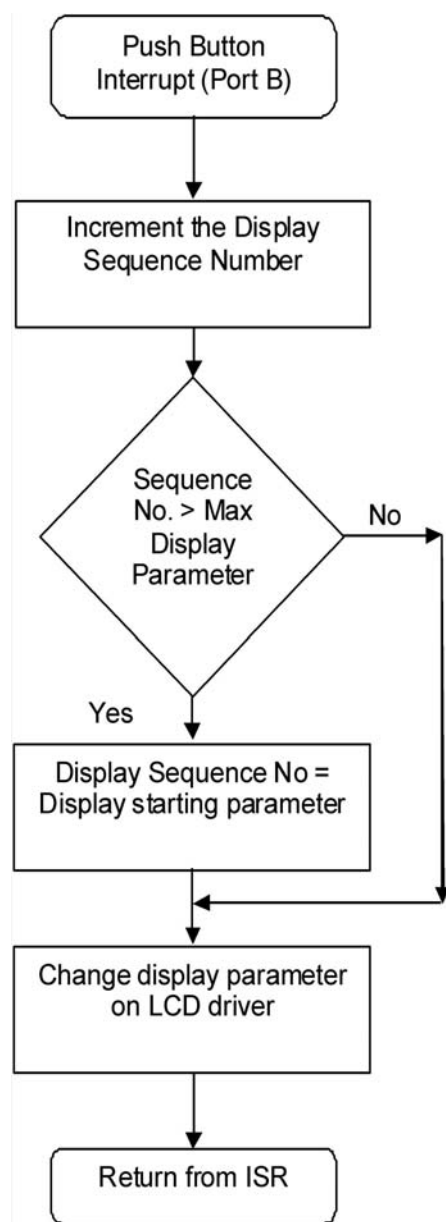 Push Button
Interrupt (Port B)
Increment the Display
Sequence Number
Sequence
No. > Max
Display
Parameter
No
Yes
Display Sequence No =
Display starting parameter
Change display parameter
on LCD driver
Return from ISR